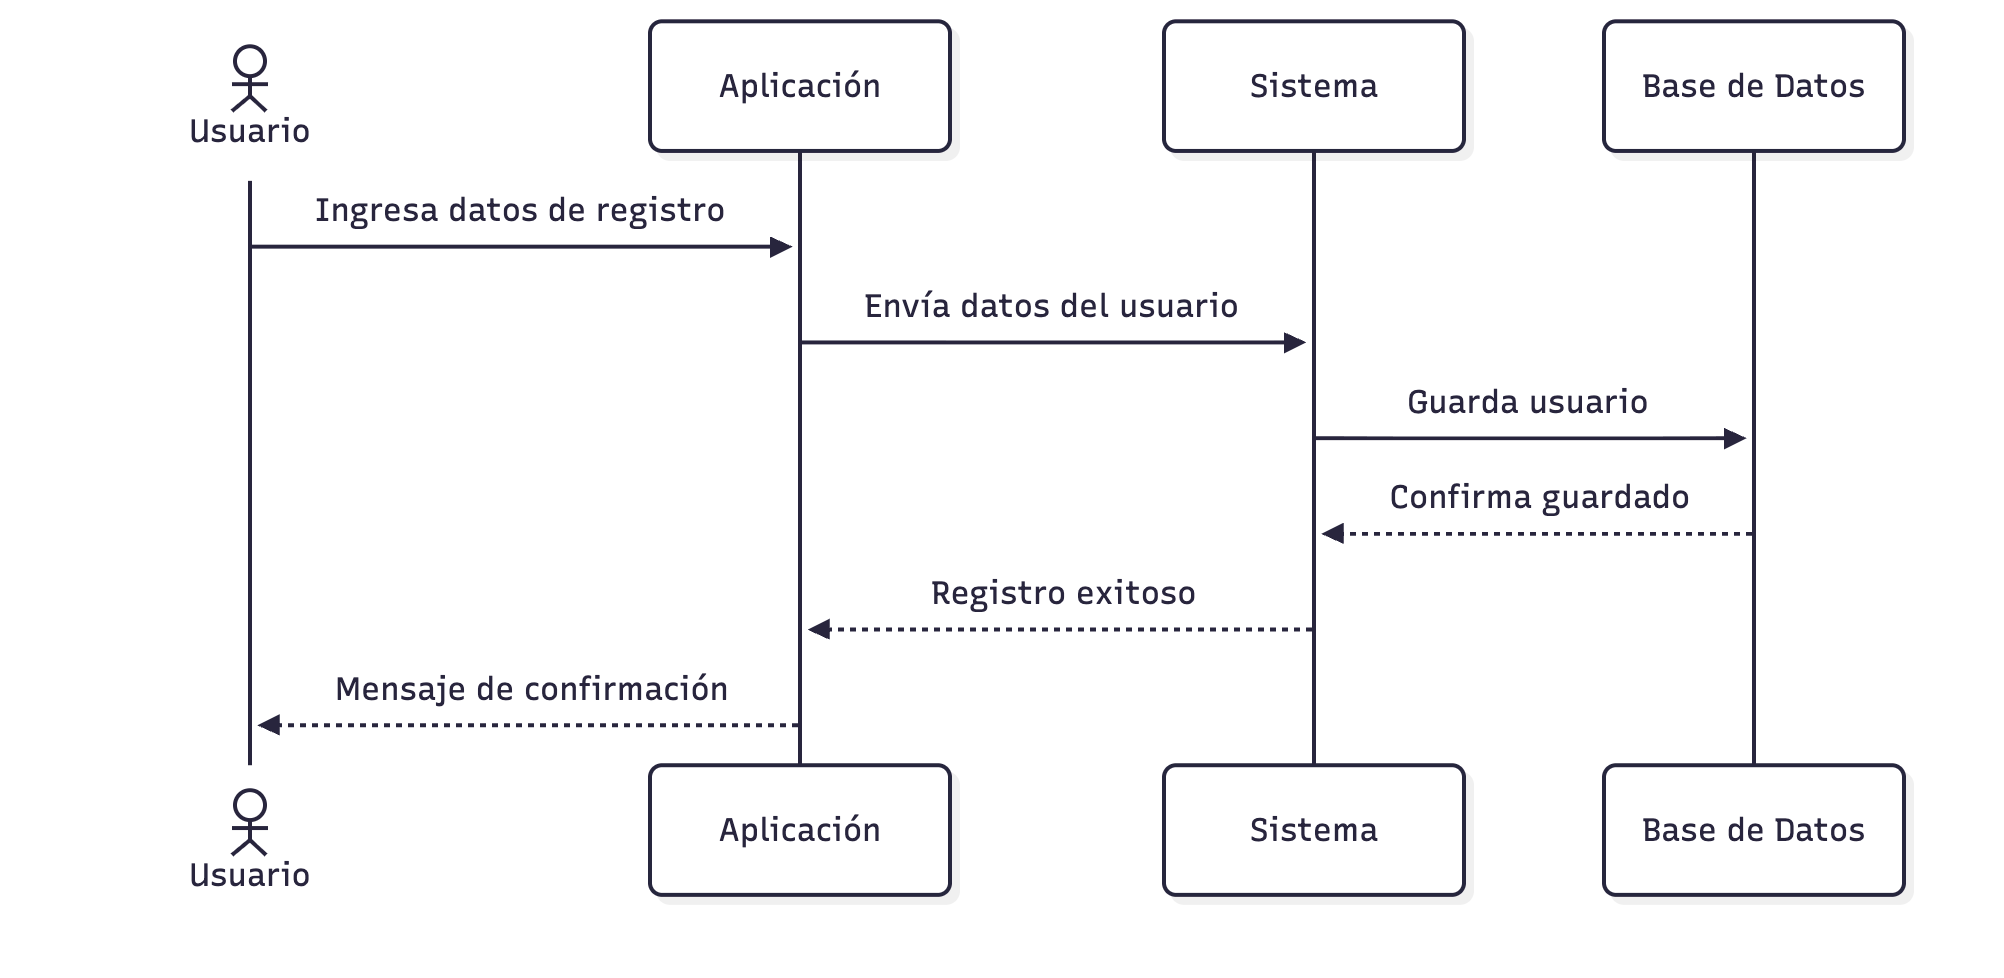 Usuario
Aplicación
Sistema
Base de Datos
Ingresa datos de registro
Envía datos del usuario
Guarda usuario
Confirma guardado
Registro exitoso
Mensaje de confirmación
Usuario
Aplicación
Sistema
Base de Datos